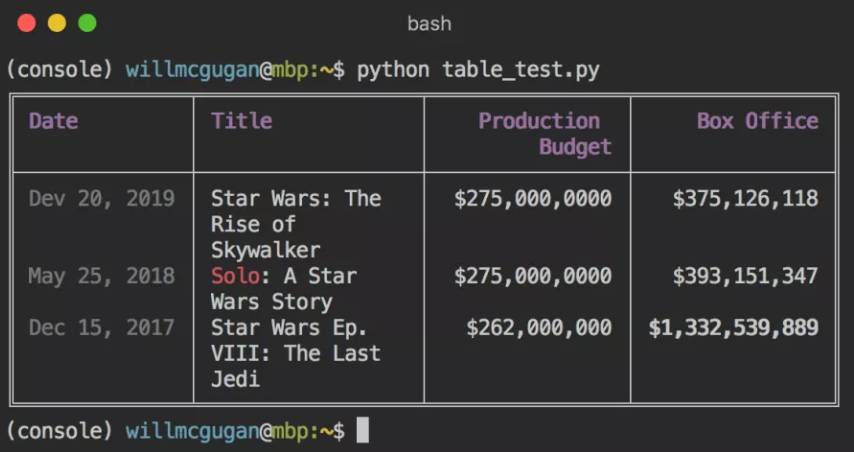 bash
(console) willmcgugan@mbp:~$ python table_test.py
Date Title Production Box Office
Budget
Dev 20, 2019 Star Wars: The $275,000,0000 $375,126,118
Rise of
Skywalker
May 25, 2018 Solo: A Star $275,000,0000 $393,151,347
Wars Story
Dec 15, 2017 Star Wars Ep. $262,000,000 $1,332,539,889
VIII: The Last
Jedi
(console) willmcgugan@mbp:~$